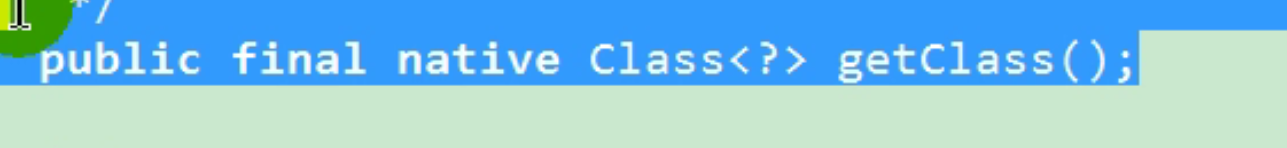 */
public final native Class<?> getClass();